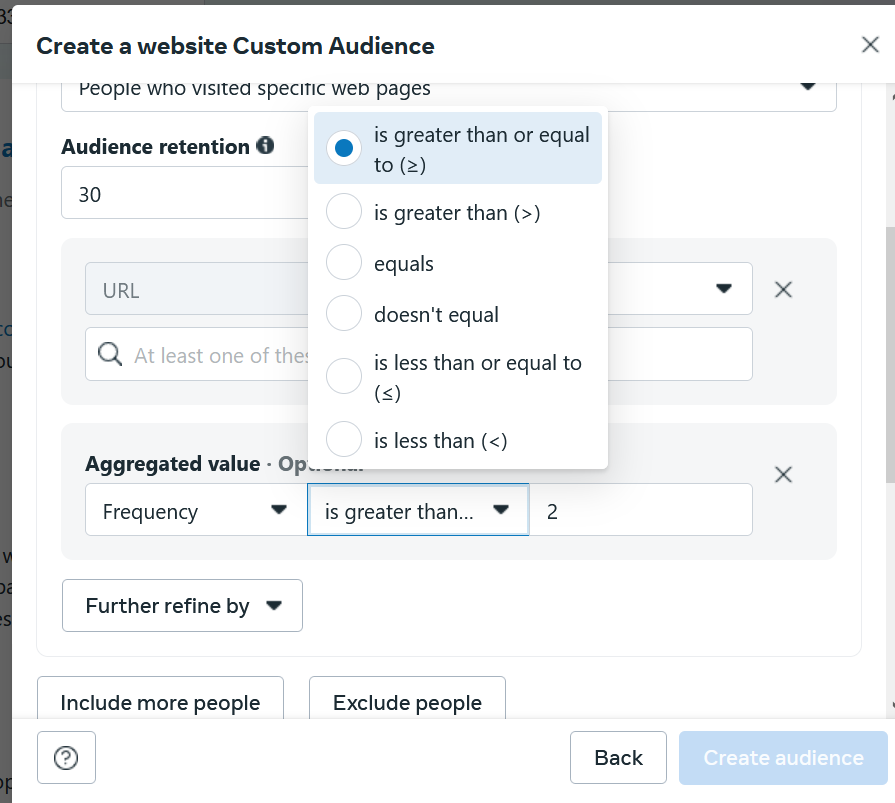 Create a website Custom Audience
People who visited specific web pages
Audience retention
30
is greater than or equal
to (≥)
is greater than (>)
equals
doesn't equal
is less than or equal to
(≤)
is less than (<)
URL
At least one of thes
Aggregated value · Optional
Frequency
is greater than...
2
Further refine by
Include more people
Exclude people
Back
Create audience